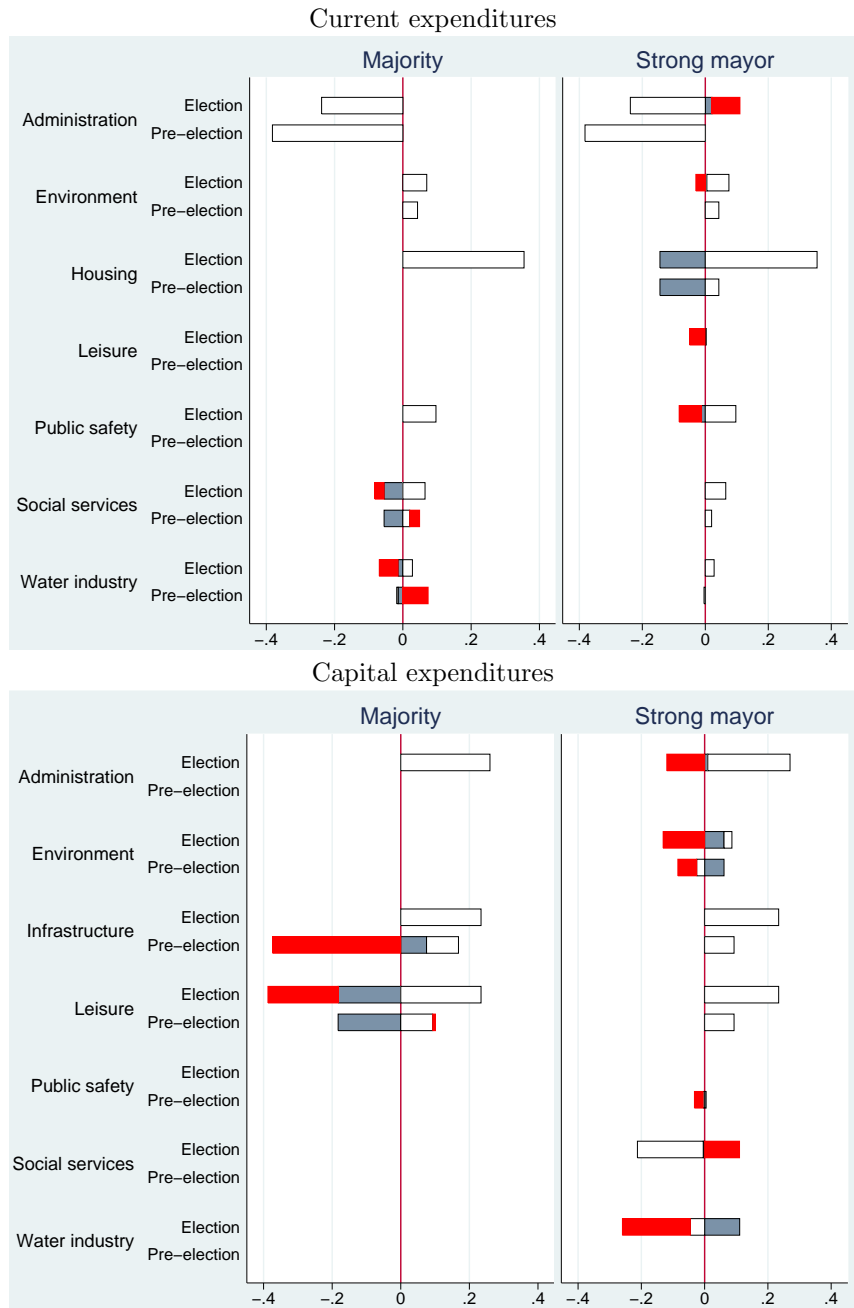 Current expenditures
Majority
Strong mayor
Administration
Election
Pre−election
Environment
Election
Pre−election
Housing
Election
Pre−election
Leisure
Election
Pre−election
Public safety
Election
Pre−election
Social services
Election
Pre−election
Water industry
Election
Pre−election
−.4 −.2 0 .2 .4
−.4 −.2 0 .2 .4
Capital expenditures
Majority
Strong mayor
Administration
Election
Pre−election
Environment
Election
Pre−election
Infrastructure
Election
Pre−election
Leisure
Election
Pre−election
Public safety
Election
Pre−election
Social services
Election
Pre−election
Water industry
Election
Pre−election
−.4 −.2 0 .2 .4
−.4 −.2 0 .2 .4